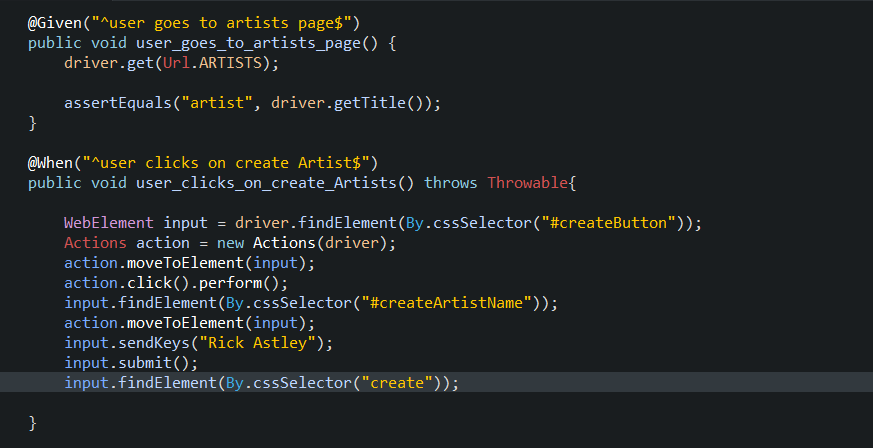 @Given("^user goes to artists page$")
public void user_goes_to_artists_page() {
driver.get(Url.ARTISTS);
assertEquals("artist", driver.getTitle());
}
@When("^user clicks on create Artist$")
public void user_clicks_on_create_Artists() throws Throwable{
WebElement input = driver.findElement(By.cssSelector("#createButton"));
Actions action = new Actions(driver);
action.moveToElement(input);
action.click().perform();
input.findElement(By.cssSelector("#createArtistName"));
action.moveToElement(input);
input.sendKeys("Rick Astley");
input.submit();
input.findElement(By.cssSelector("create"));
}